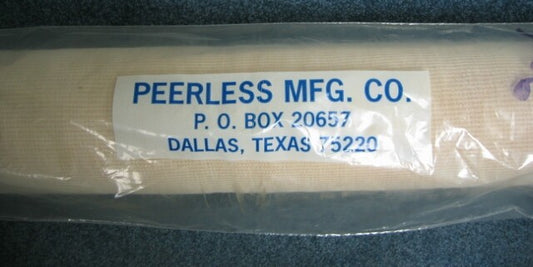 PEERLESS MFG. CO.
P. O. BOX 20657
DALLAS, TEXAS 75220